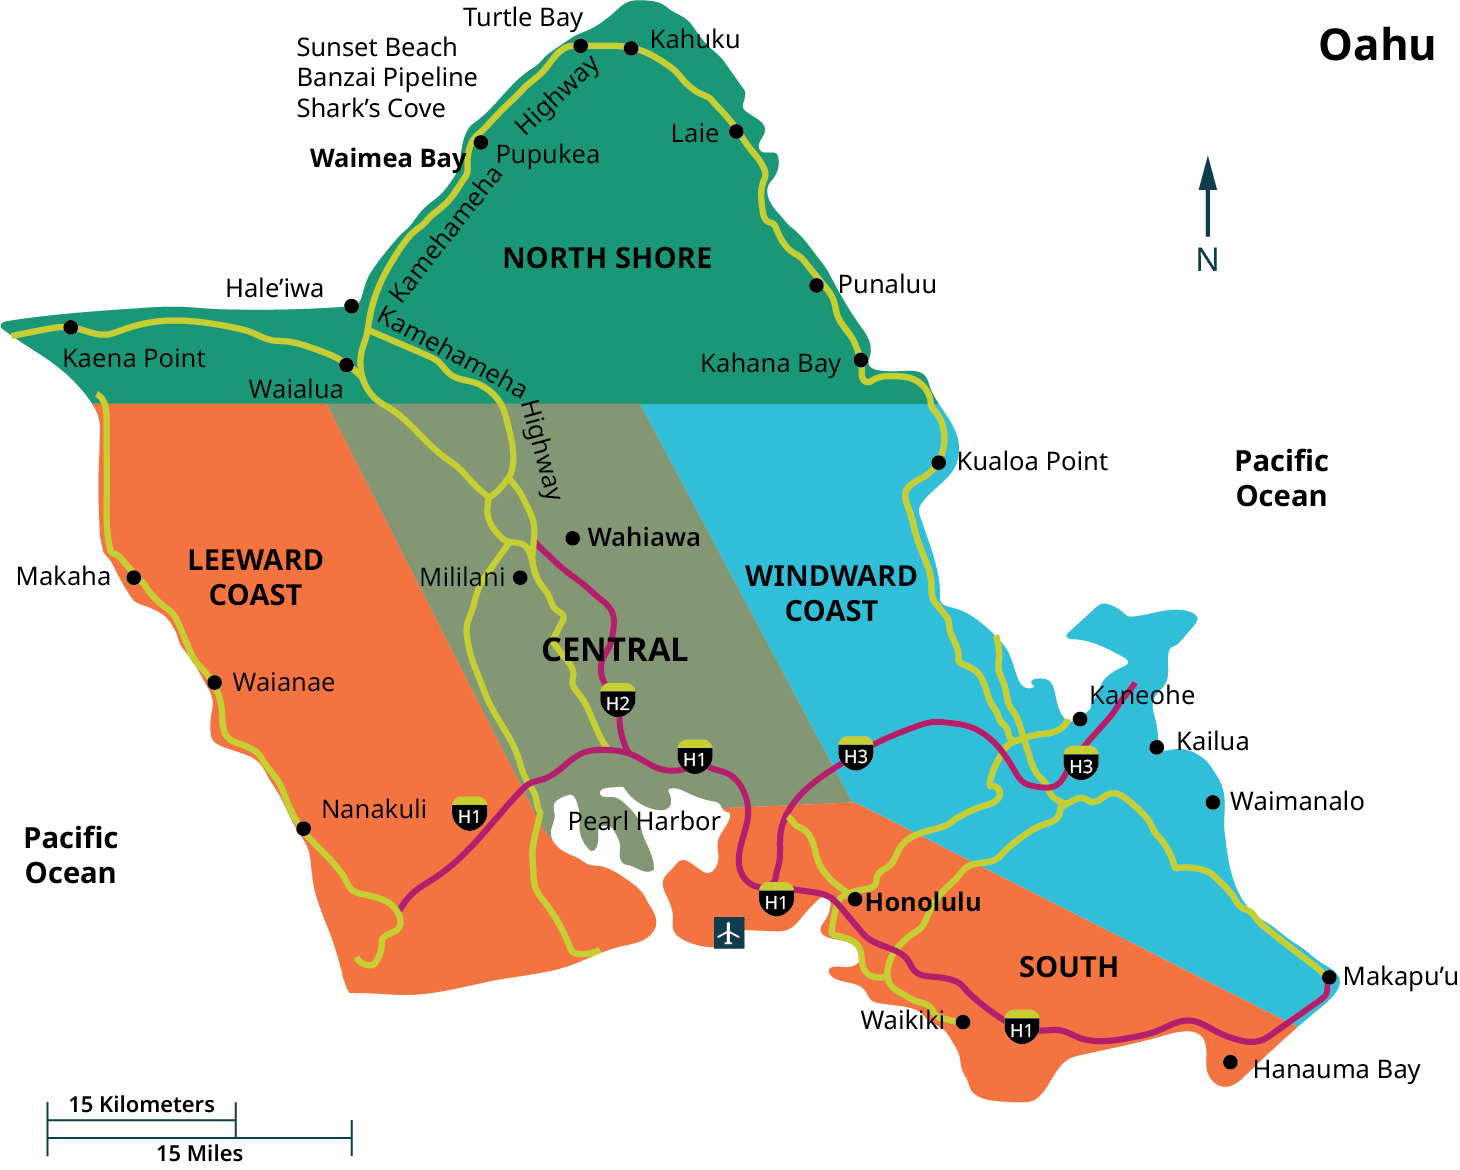 Turtle Bay
Oahu
Kahuku
Sunset Beach
Banzai Pipeline
Shark’s Cove
Highway
Laie
Waimea Bay
Pupukea
Kamehameha
NORTH SHORE
N
Hale’iwa
Punaluu
Kamehameha
Kaena Point
Kahana Bay
Waialua
Highway
Kualoa Point
Pacific
Ocean
Wahiawa
LEEWARD
COAST
Makaha
Mililani
WINDWARD
COAST
CENTRAL
Waianae
Kaneohe
H2
Kailua
H1
H3
H3
Waimanalo
Nanakuli
H1
Pearl Harbor
Pacific
Ocean
H1
Honolulu
SOUTH
Makapu’u
Waikiki
H1
Hanauma Bay
15 Kilometers
15 Miles